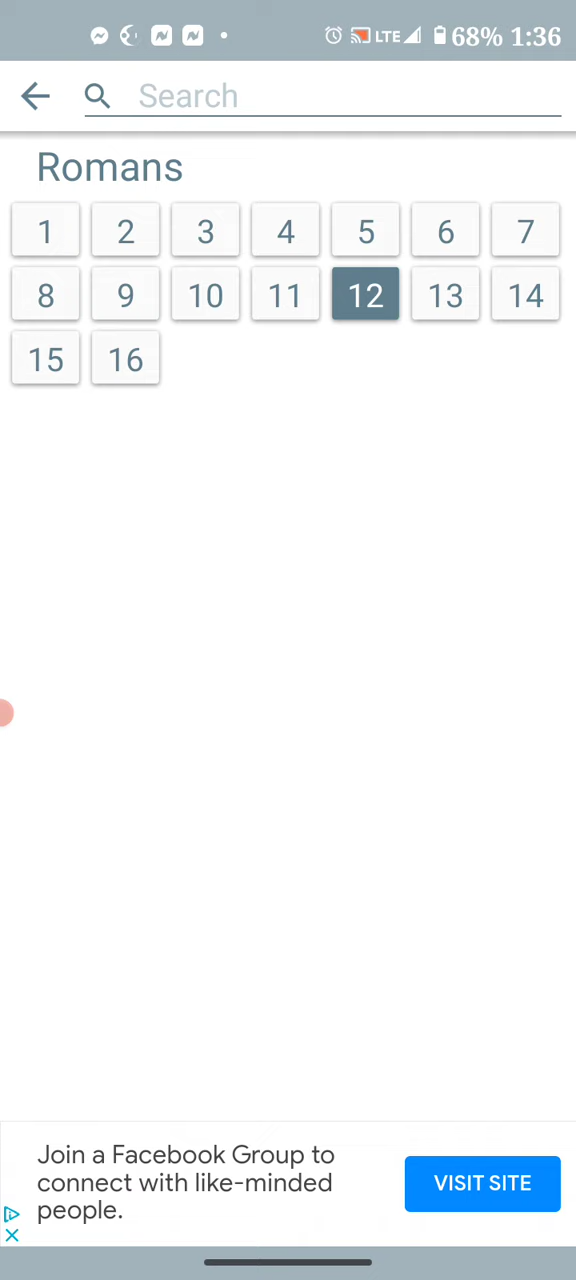 LTE 68% 1:36
Search
Romans
1 2 3 4 5 6 7
8 9 10 11 12 13 14
15 16
Join a Facebook Group to
connect with like-minded
people.
VISIT SITE